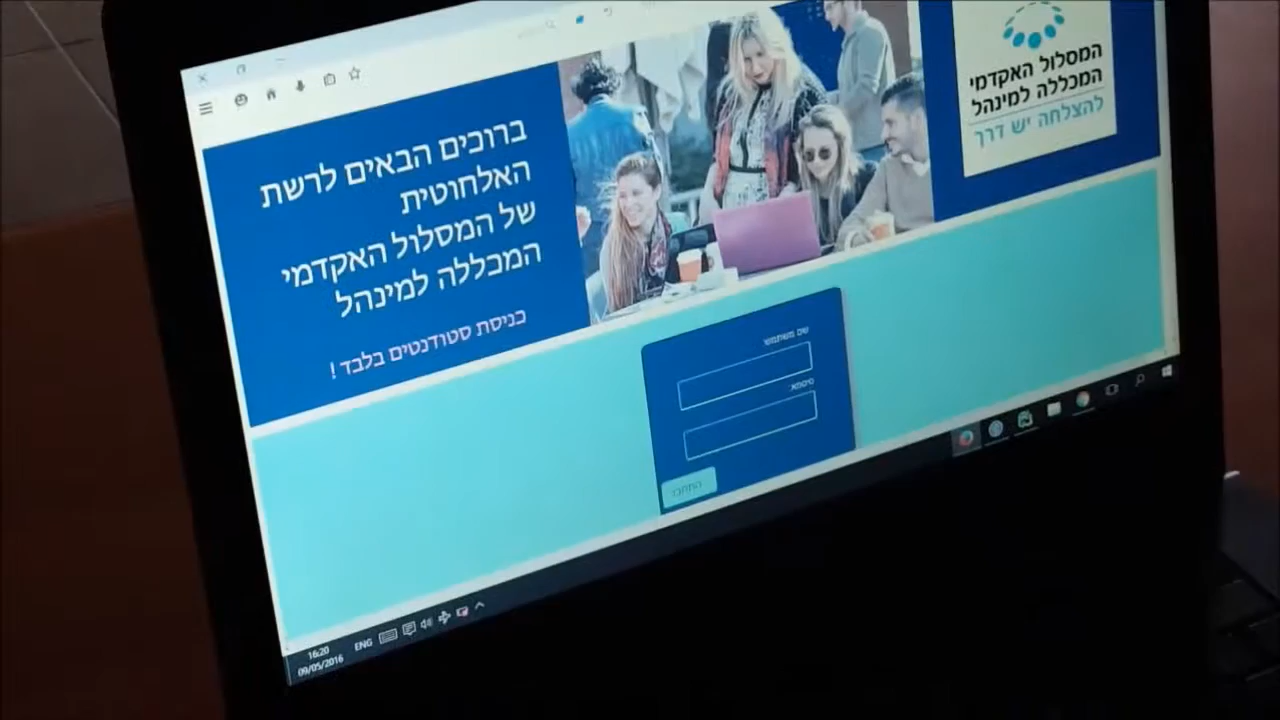 המסלול האקדמי
המכללה למינהל
להצלחה יש דרך
ברוכים הבאים לרשת
האלחוטית
של המסלול האקדמי
המכללה למינהל
כניסת סטודנטים בלבד !
שם משתמש:
סיסמא:
התחבר
ENG
16:20
09/05/2016